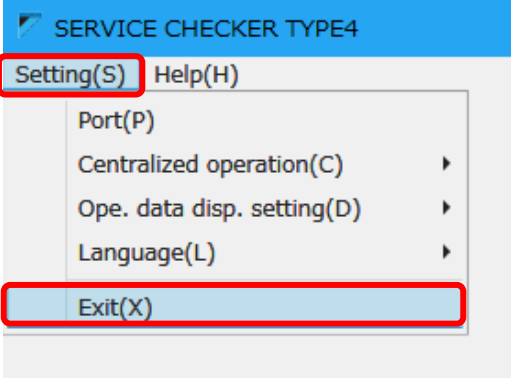 SERVICE CHECKER TYPE4
Setting(S) Help(H)
Port(P)
Centralized operation(C)
Ope. data disp. setting(D)
Language(L)
Exit(X)